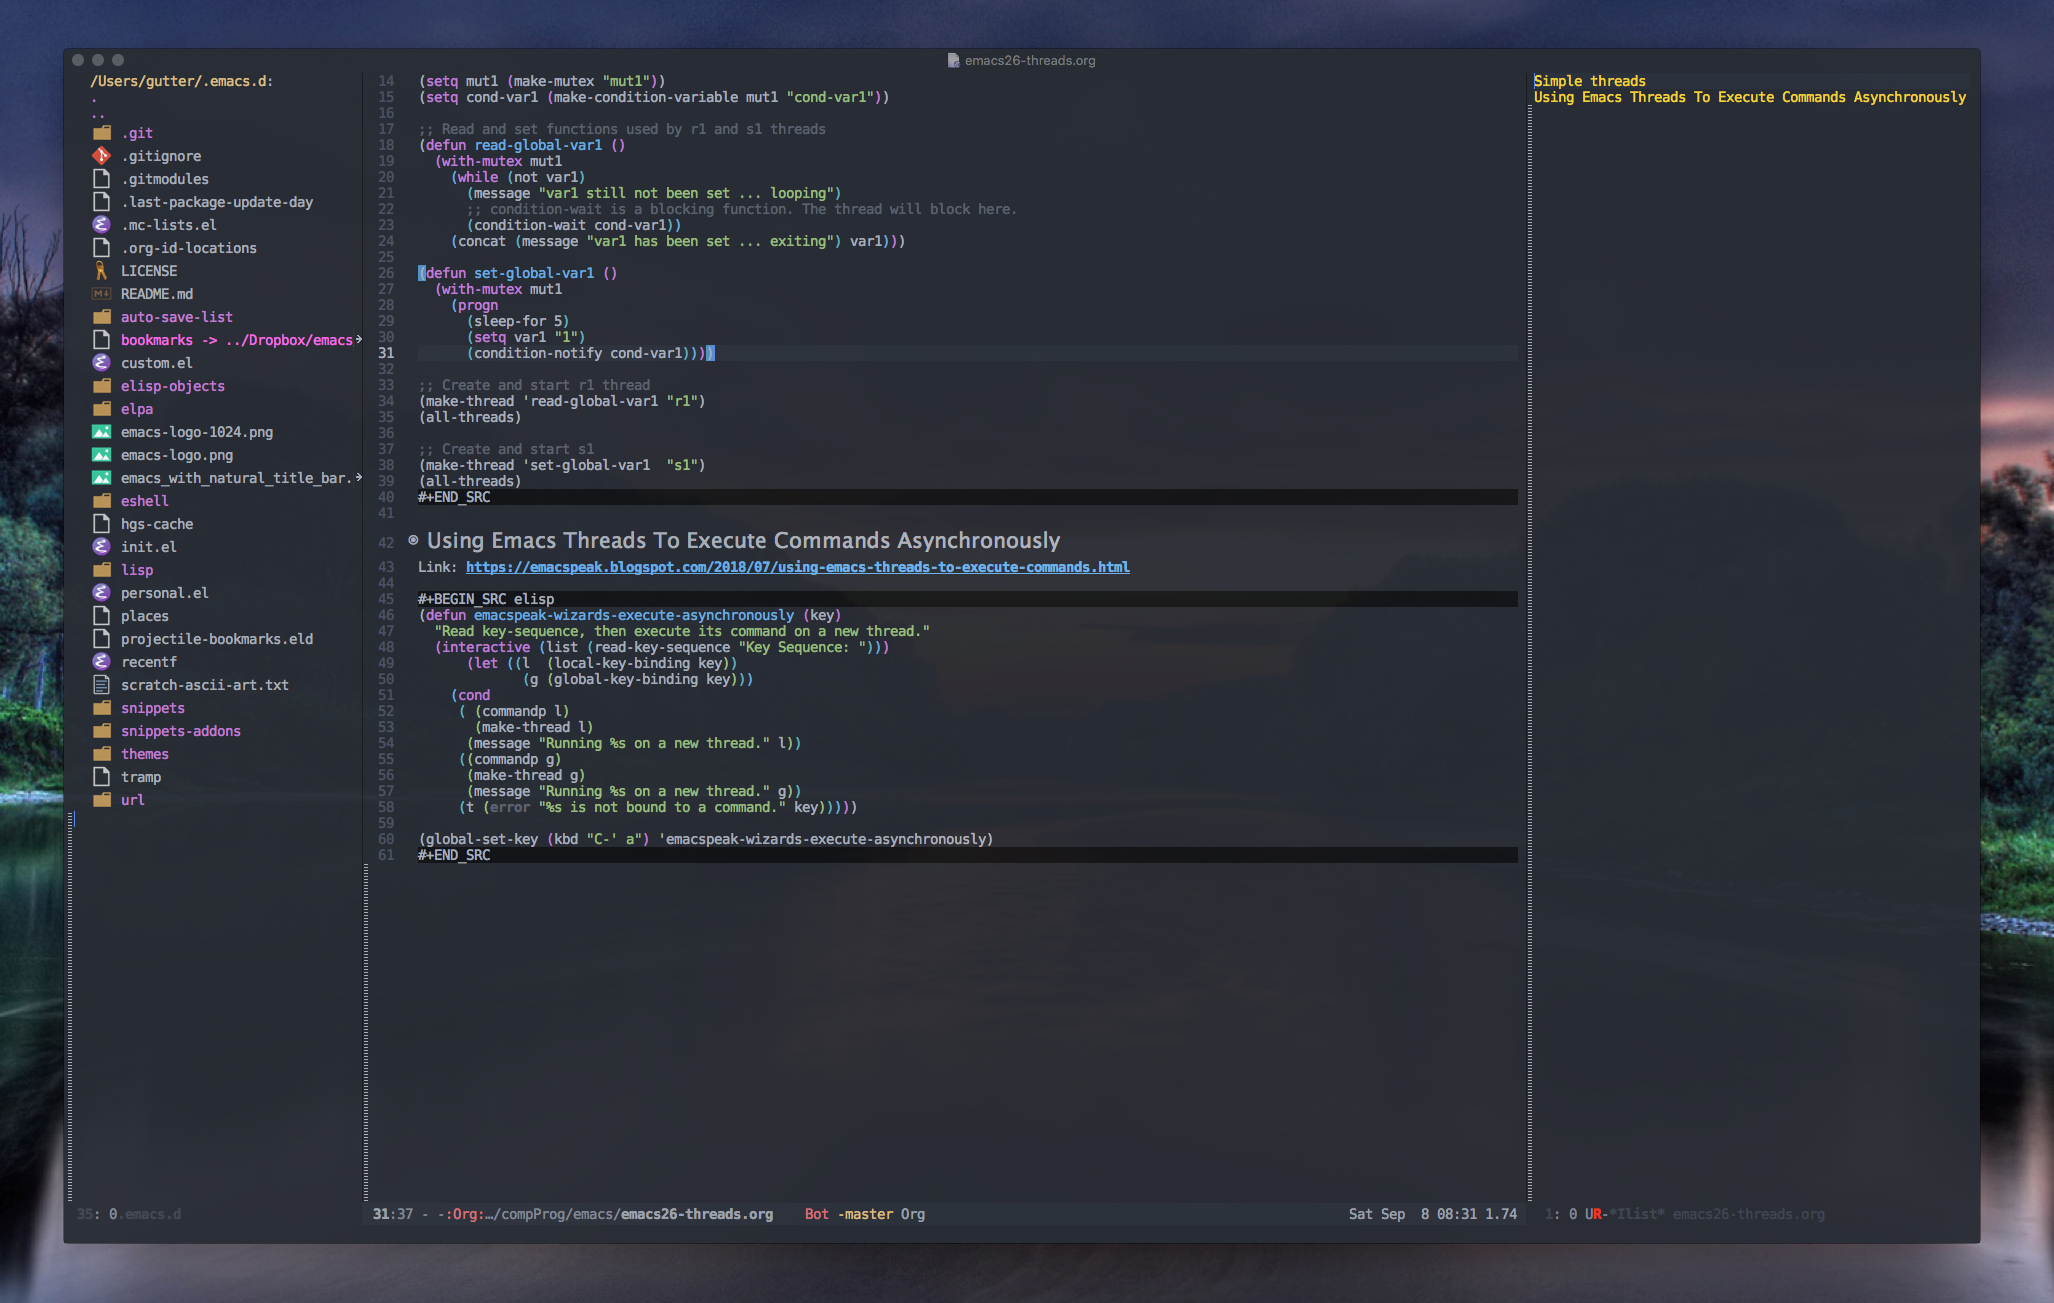 emacs26-threads.org
/Users/gutter/.emacs.d:
.
..
.git
.gitignore
.gitmodules
.last-package-update-day
.mc-lists.el
.org-id-locations
LICENSE
README.md
auto-save-list
bookmarks -> ../Dropbox/emacs
custom.el
elisp-objects
elpa
emacs-logo-1024.png
emacs-logo.png
emacs_with_natural_title_bar.
eshell
hgs-cache
init.el
lisp
personal.el
places
projectile-bookmarks.eld
recentf
scratch-ascii-art.txt
snippets
snippets-addons
themes
tramp
url
35: 0 .emacs.d
14 (setq mut1 (make-mutex "mut1"))
15 (setq cond-var1 (make-condition-variable mut1 "cond-var1"))
16
17 ;; Read and set functions used by r1 and s1 threads
18 (defun read-global-var1 ()
19   (with-mutex mut1
20     (while (not var1)
21       (message "var1 still not been set ... looping")
22       ;; condition-wait is a blocking function. The thread will block here.
23       (condition-wait cond-var1))
24     (concat (message "var1 has been set ... exiting") var1)))
25
26 (defun set-global-var1 ()
27   (with-mutex mut1
28     (progn
29       (sleep-for 5)
30       (setq var1 "1")
31       (condition-notify cond-var1))))
32
33 ;; Create and start r1 thread
34 (make-thread 'read-global-var1 "r1")
35 (all-threads)
36
37 ;; Create and start s1
38 (make-thread 'set-global-var1  "s1")
39 (all-threads)
40 #+END_SRC
41
42 Using Emacs Threads To Execute Commands Asynchronously
43 Link: https://emacspeak.blogspot.com/2018/07/using-emacs-threads-to-execute-commands.html
44
45 #+BEGIN_SRC elisp
46 (defun emacspeak-wizards-execute-asynchronously (key)
47   "Read key-sequence, then execute its command on a new thread."
48   (interactive (list (read-key-sequence "Key Sequence: ")))
49       (let ((l  (local-key-binding key))
50              (g (global-key-binding key)))
51     (cond
52      ( (commandp l)
53        (make-thread l)
54       (message "Running %s on a new thread." l))
55      ((commandp g)
56       (make-thread g)
57       (message "Running %s on a new thread." g))
58      (t (error "%s is not bound to a command." key)))))
59
60 (global-set-key (kbd "C-' a") 'emacspeak-wizards-execute-asynchronously)
61 #+END_SRC
31:37 - -:Org:…/compProg/emacs/emacs26-threads.org Bot -master Org Sat Sep  8 08:31 1.74
Simple threads
Using Emacs Threads To Execute Commands Asynchronously
1: 0 UR-*Ilist* emacs26-threads.org